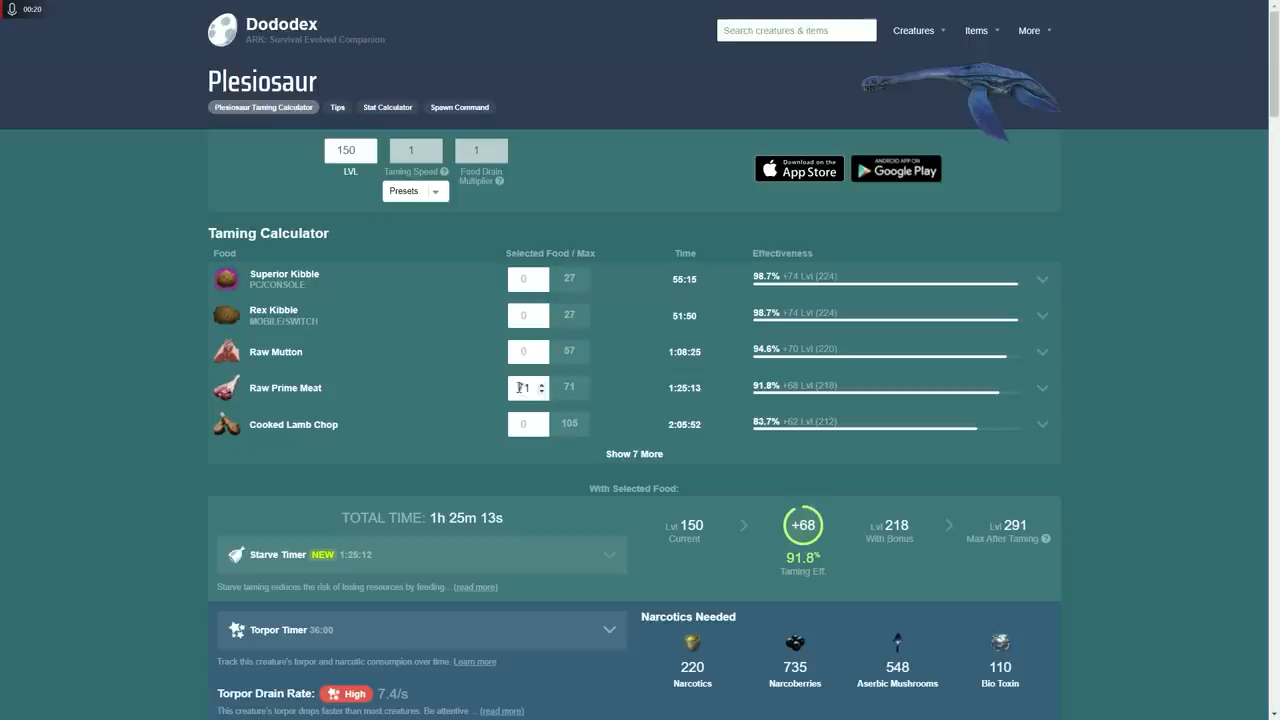 00:20
Dododex
ARK: Survival Evolved Companion
Search creatures & items
Creatures
Items
More
Plesiosaur
Plesiosaur Taming Calculator
Tips
Stat Calculator
Spawn Command
150
1
1
LVL
Taming Speed ?
Food Drain
Multiplier ?
Presets
Download on the
App Store
ANDROID APP ON
Google Play
Taming Calculator
Food
Selected Food / Max
Time
Effectiveness
Superior Kibble
PC/CONSOLE
0
27
55:15
98.7% +74 Lvl (224)
Rex Kibble
MOBILE/SWITCH
0
27
51:50
98.7% +74 Lvl (224)
Raw Mutton
0
57
1:08:25
94.6% +70 Lvl (220)
Raw Prime Meat
71
71
1:25:13
91.8% +68 Lvl (218)
Cooked Lamb Chop
0
105
2:05:52
83.7% +62 Lvl (212)
Show 7 More
With Selected Food:
TOTAL TIME: 1h 25m 13s
Starve Timer NEW 1:25:12
Starve taming reduces the risk of losing resources by feeding... (read more)
Lvl 150
Current
+68
91.8%
Taming Eff.
Lvl 218
With Bonus
Lvl 291
Max After Taming ?
Torpor Timer 36:00
Track this creature's torpor and narcotic consumption over time. Learn more
Torpor Drain Rate: High 7.4/s
This creature's torpor drops faster than most creatures. Be attentive ... (read more)
Narcotics Needed
220
Narcotics
735
Narcoberries
548
Aserbic Mushrooms
110
Bio Toxin